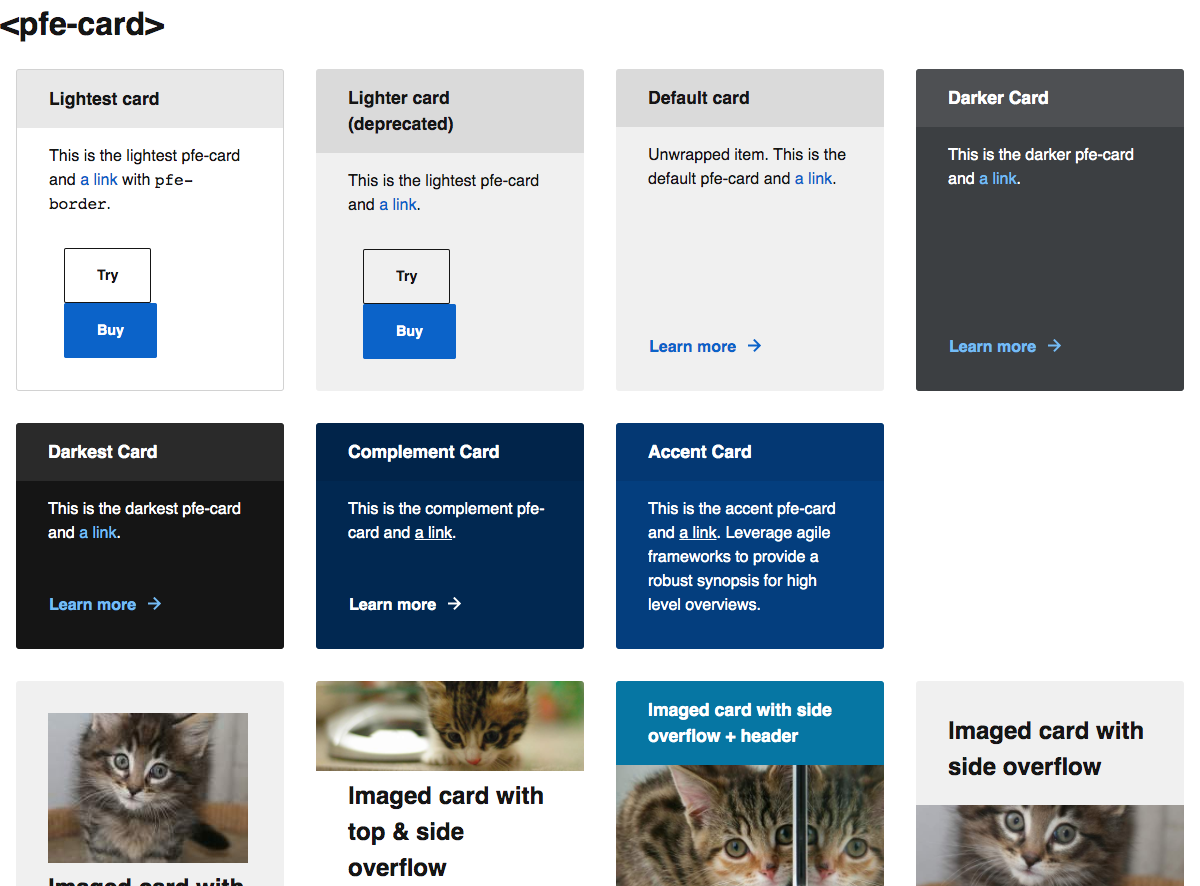 <pfe-card>
Lightest card
This is the lightest pfe-card
and a link with pfe-
border.
Try
Buy
Lighter card
(deprecated)
This is the lightest pfe-card
and a link.
Try
Buy
Default card
Unwrapped item. This is the
default pfe-card and a link.
Learn more
Darker Card
This is the darker pfe-card
and a link.
Learn more
Darkest Card
This is the darkest pfe-card
and a link.
Learn more
Complement Card
This is the complement pfe-
card and a link.
Learn more
Accent Card
This is the accent pfe-card
and a link. Leverage agile
frameworks to provide a
robust synopsis for high
level overviews.
Imaged card with
Imaged card with
top & side
overflow
Imaged card with side
overflow + header
Imaged card with
side overflow